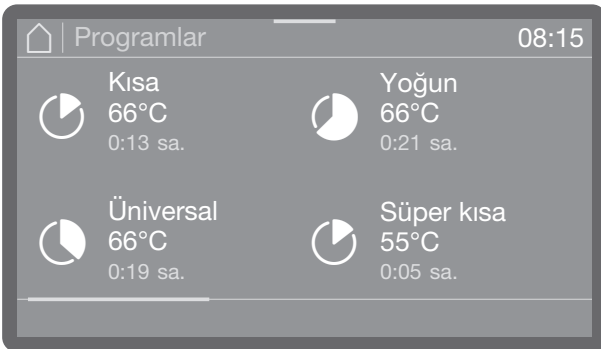 Programlar 08:15
Kısa
66°C
0:13 sa.
Yoğun
66°C
0:21 sa.
Üniversal
66°C
0:19 sa.
Süper kısa
55°C
0:05 sa.